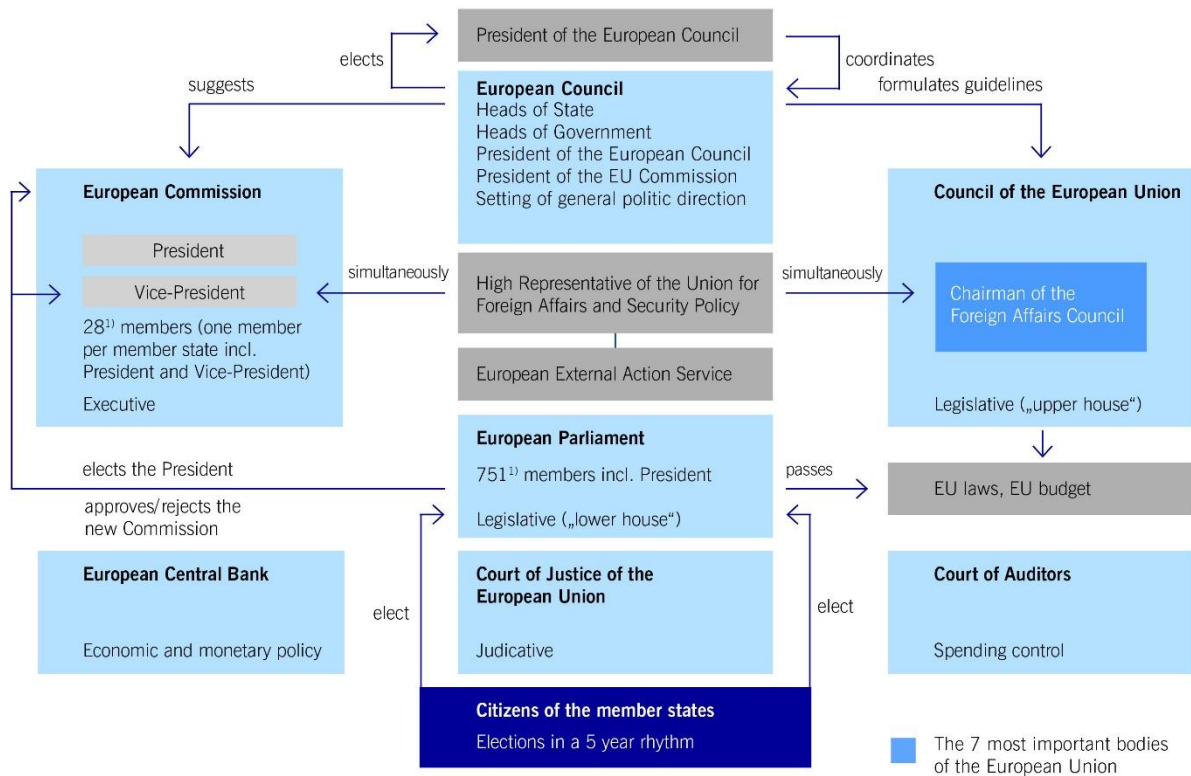 President of the European Council
elects
coordinates
suggests
formulates guidelines
European Council
Heads of State
Heads of Government
President of the European Council
President of the EU Commission
Setting of general politic direction
European Commission
President
Vice-President
28¹⁾ members (one member
per member state incl.
President and Vice-President)
Executive
simultaneously
High Representative of the Union for
Foreign Affairs and Security Policy
simultaneously
Council of the European Union
Chairman of the
Foreign Affairs Council
Legislative („upper house“)
European External Action Service
elects the President
approves/rejects the
new Commission
European Parliament
751¹⁾ members incl. President
Legislative („lower house“)
passes
EU laws, EU budget
European Central Bank
Economic and monetary policy
elect
Court of Justice of the
European Union
Judicative
elect
Court of Auditors
Spending control
Citizens of the member states
Elections in a 5 year rhythm
The 7 most important bodies
of the European Union